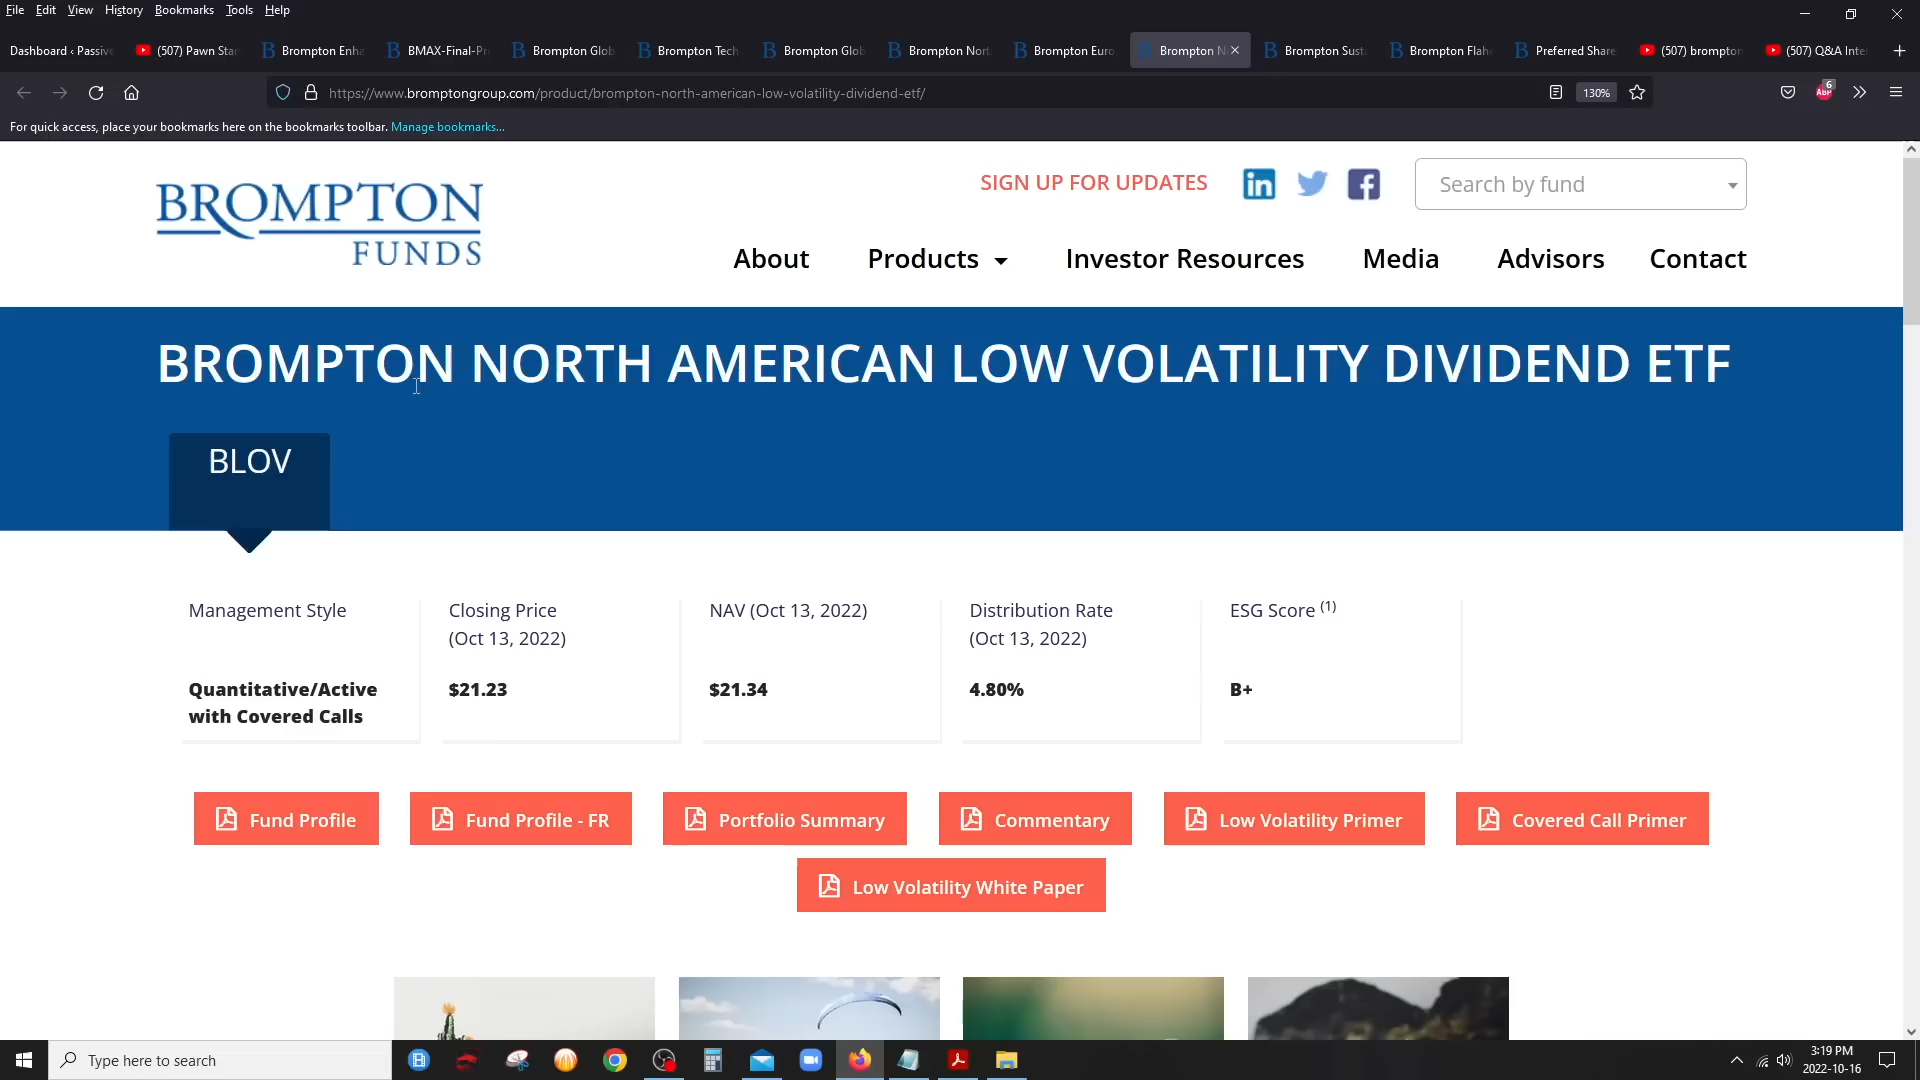 File Edit View History Bookmarks Tools Help
Dashboard ‹ Passive (507) Pawn Star Brompton Enha BMAX-Final-Pr Brompton Glob Brompton Tech Brompton Glob Brompton Nort Brompton Euro Brompton N Brompton Sust Brompton Flah Preferred Share (507) brompton (507) Q&A Inte
https://www.bromptongroup.com/product/brompton-north-american-low-volatility-dividend-etf/ 130% ABP 6
For quick access, place your bookmarks here on the bookmarks toolbar. Manage bookmarks...
BROMPTON
FUNDS
SIGN UP FOR UPDATES in f Search by fund
About Products Investor Resources Media Advisors Contact
BROMPTON NORTH AMERICAN LOW VOLATILITY DIVIDEND ETF
BLOV
Management Style
Quantitative/Active
with Covered Calls
Closing Price
(Oct 13, 2022)
$21.23
NAV (Oct 13, 2022)
$21.34
Distribution Rate
(Oct 13, 2022)
4.80%
ESG Score (1)
B+
Fund Profile Fund Profile - FR Portfolio Summary Commentary Low Volatility Primer Covered Call Primer
Low Volatility White Paper
Type here to search
3:19 PM
2022-10-16